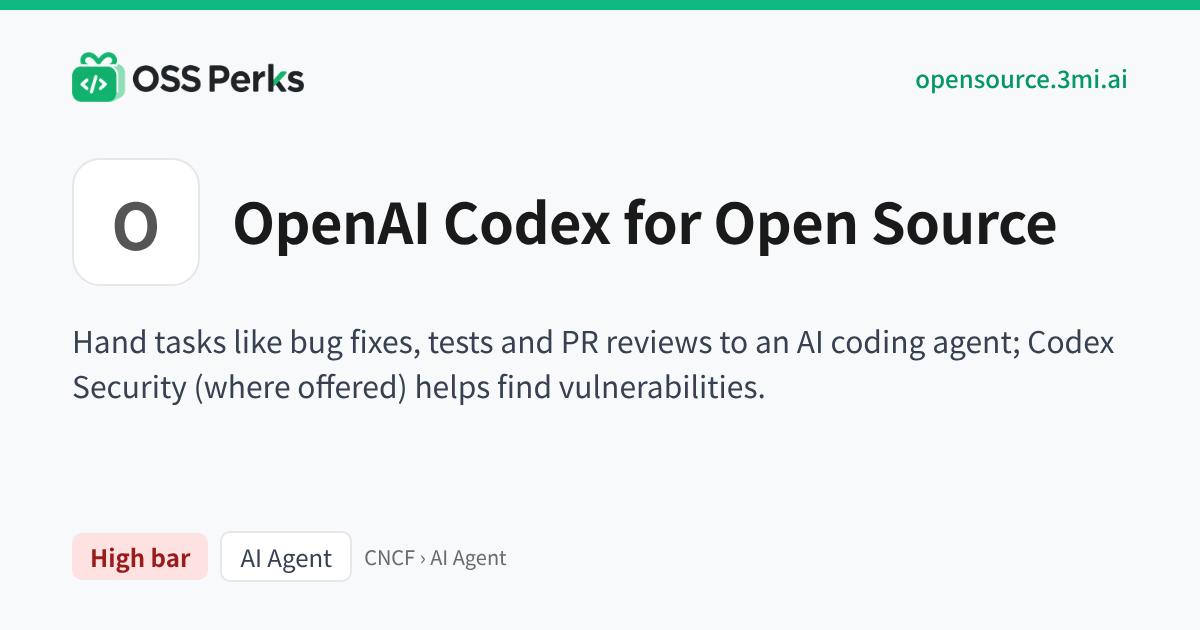 </> OSS Perks
opensource.3mi.ai
O
OpenAI Codex for Open Source
Hand tasks like bug fixes, tests and PR reviews to an AI coding agent; Codex
Security (where offered) helps find vulnerabilities.
High bar
AI Agent
CNCF › AI Agent